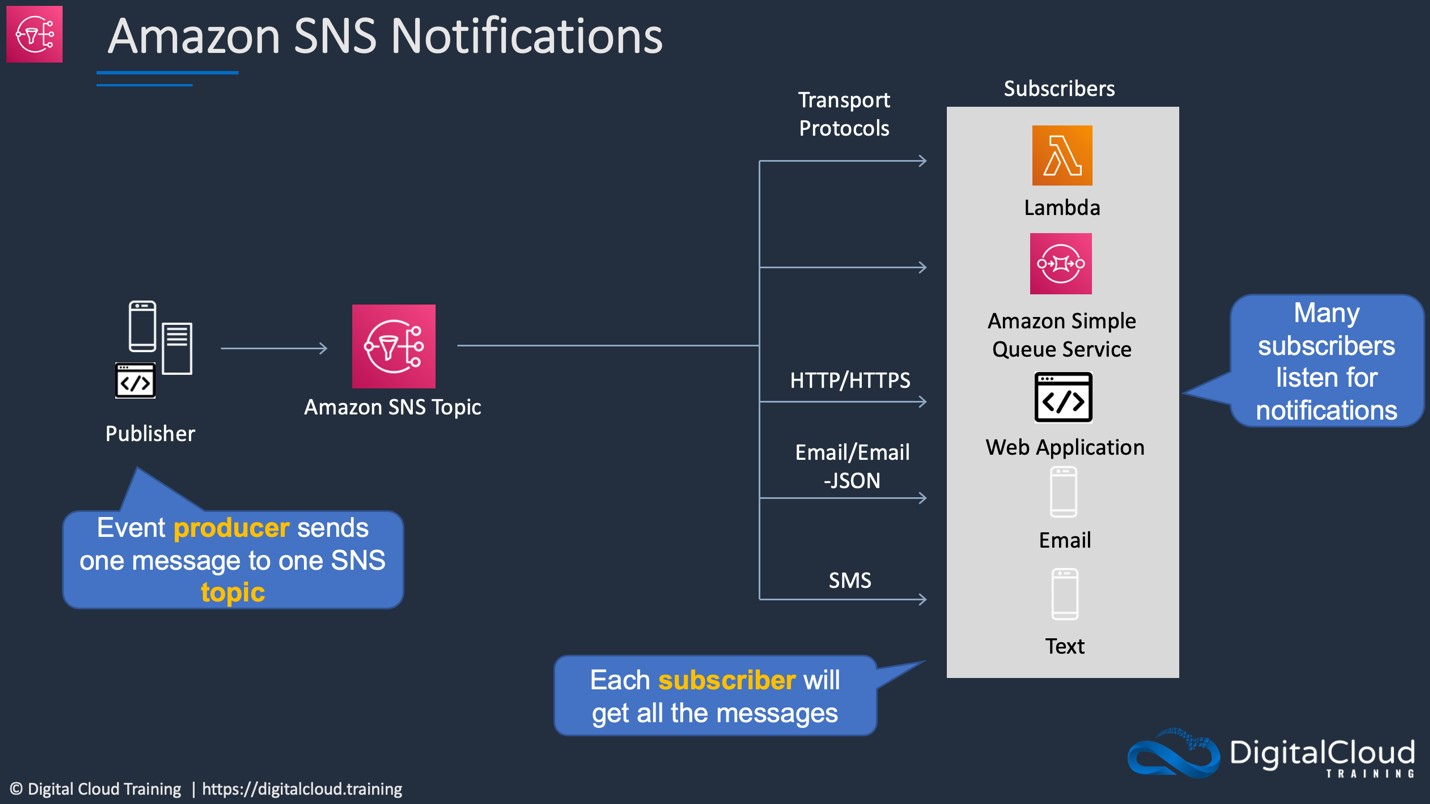 Amazon SNS Notifications
Transport
Protocols
Subscribers
Lambda
Amazon Simple
Queue Service
HTTP/HTTPS
Web Application
Email/Email
-JSON
Email
SMS
Text
Many
subscribers
listen for
notifications
Publisher
Amazon SNS Topic
Event producer sends
one message to one SNS
topic
Each subscriber will
get all the messages
DigitalCloud
TRAINING
© Digital Cloud Training | https://digitalcloud.training